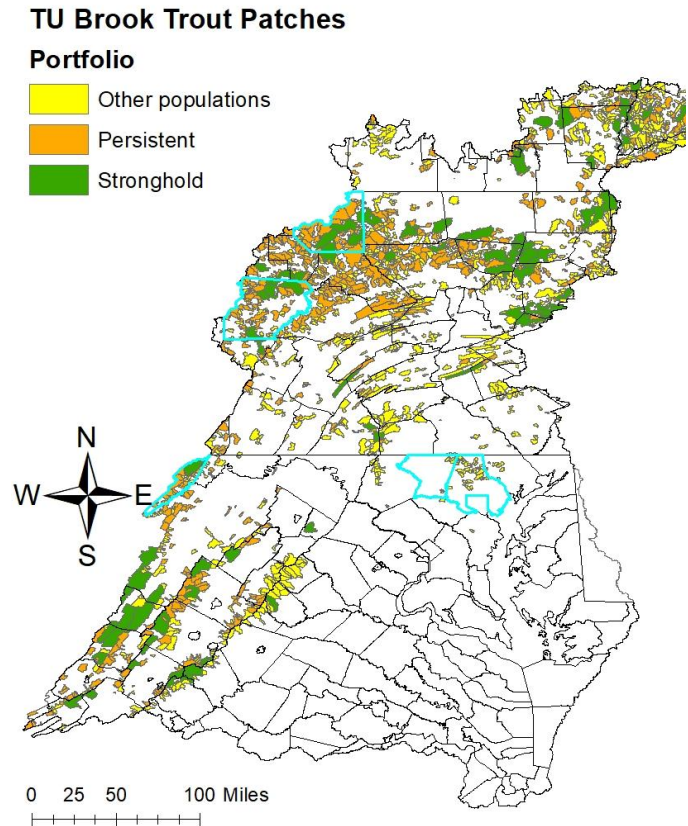 TU Brook Trout Patches
Portfolio
Other populations
Persistent
Stronghold
N
W E
S
0 25 50 100 Miles